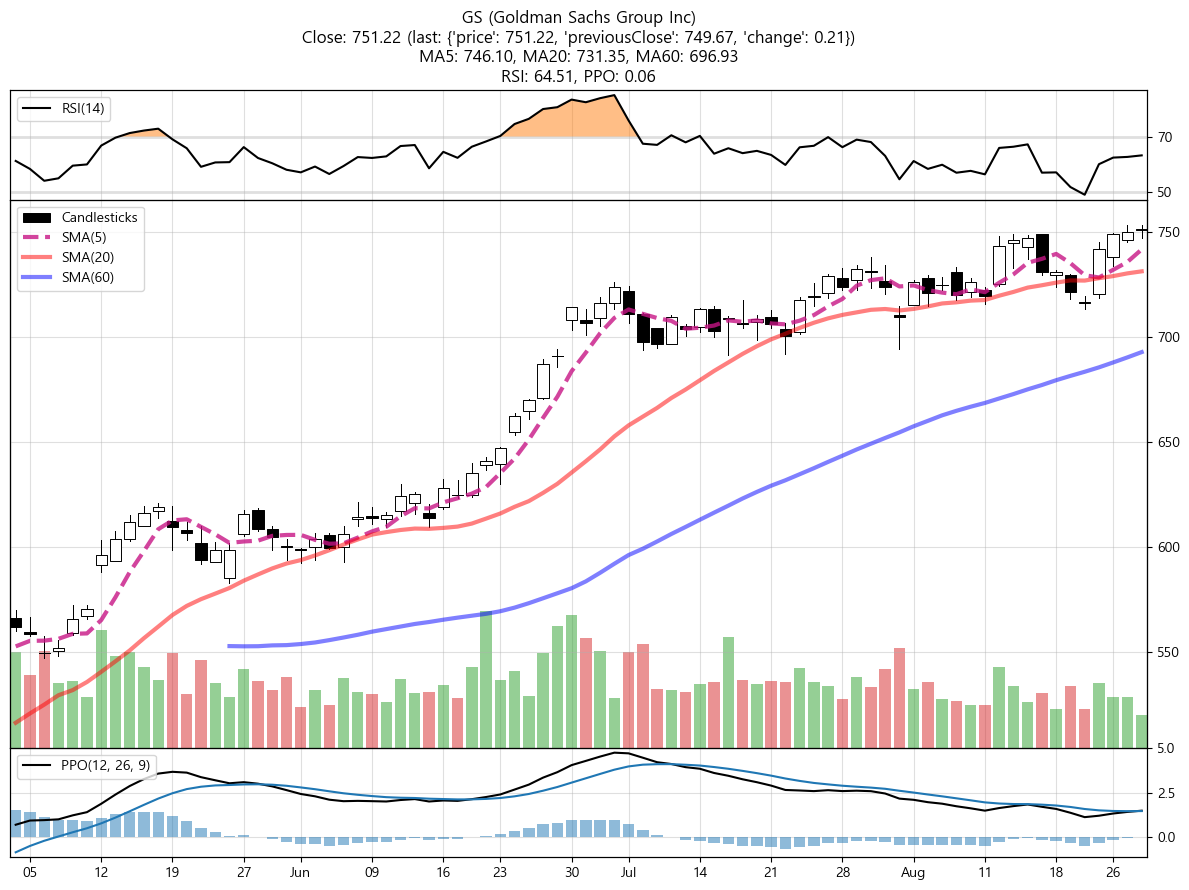 GS (Goldman Sachs Group Inc)
Close: 751.22 (last: {'price': 751.22, 'previousClose': 749.67, 'change': 0.21})
MA5: 746.10, MA20: 731.35, MA60: 696.93
RSI: 64.51, PPO: 0.06
RSI(14)
70
50
Candlesticks
SMA(5)
SMA(20)
SMA(60)
750
700
650
600
550
PPO(12, 26, 9)
5.0
2.5
0.0
05 12 19 27 Jun 09 16 23 30 Jul 14 21 28 Aug 11 18 26